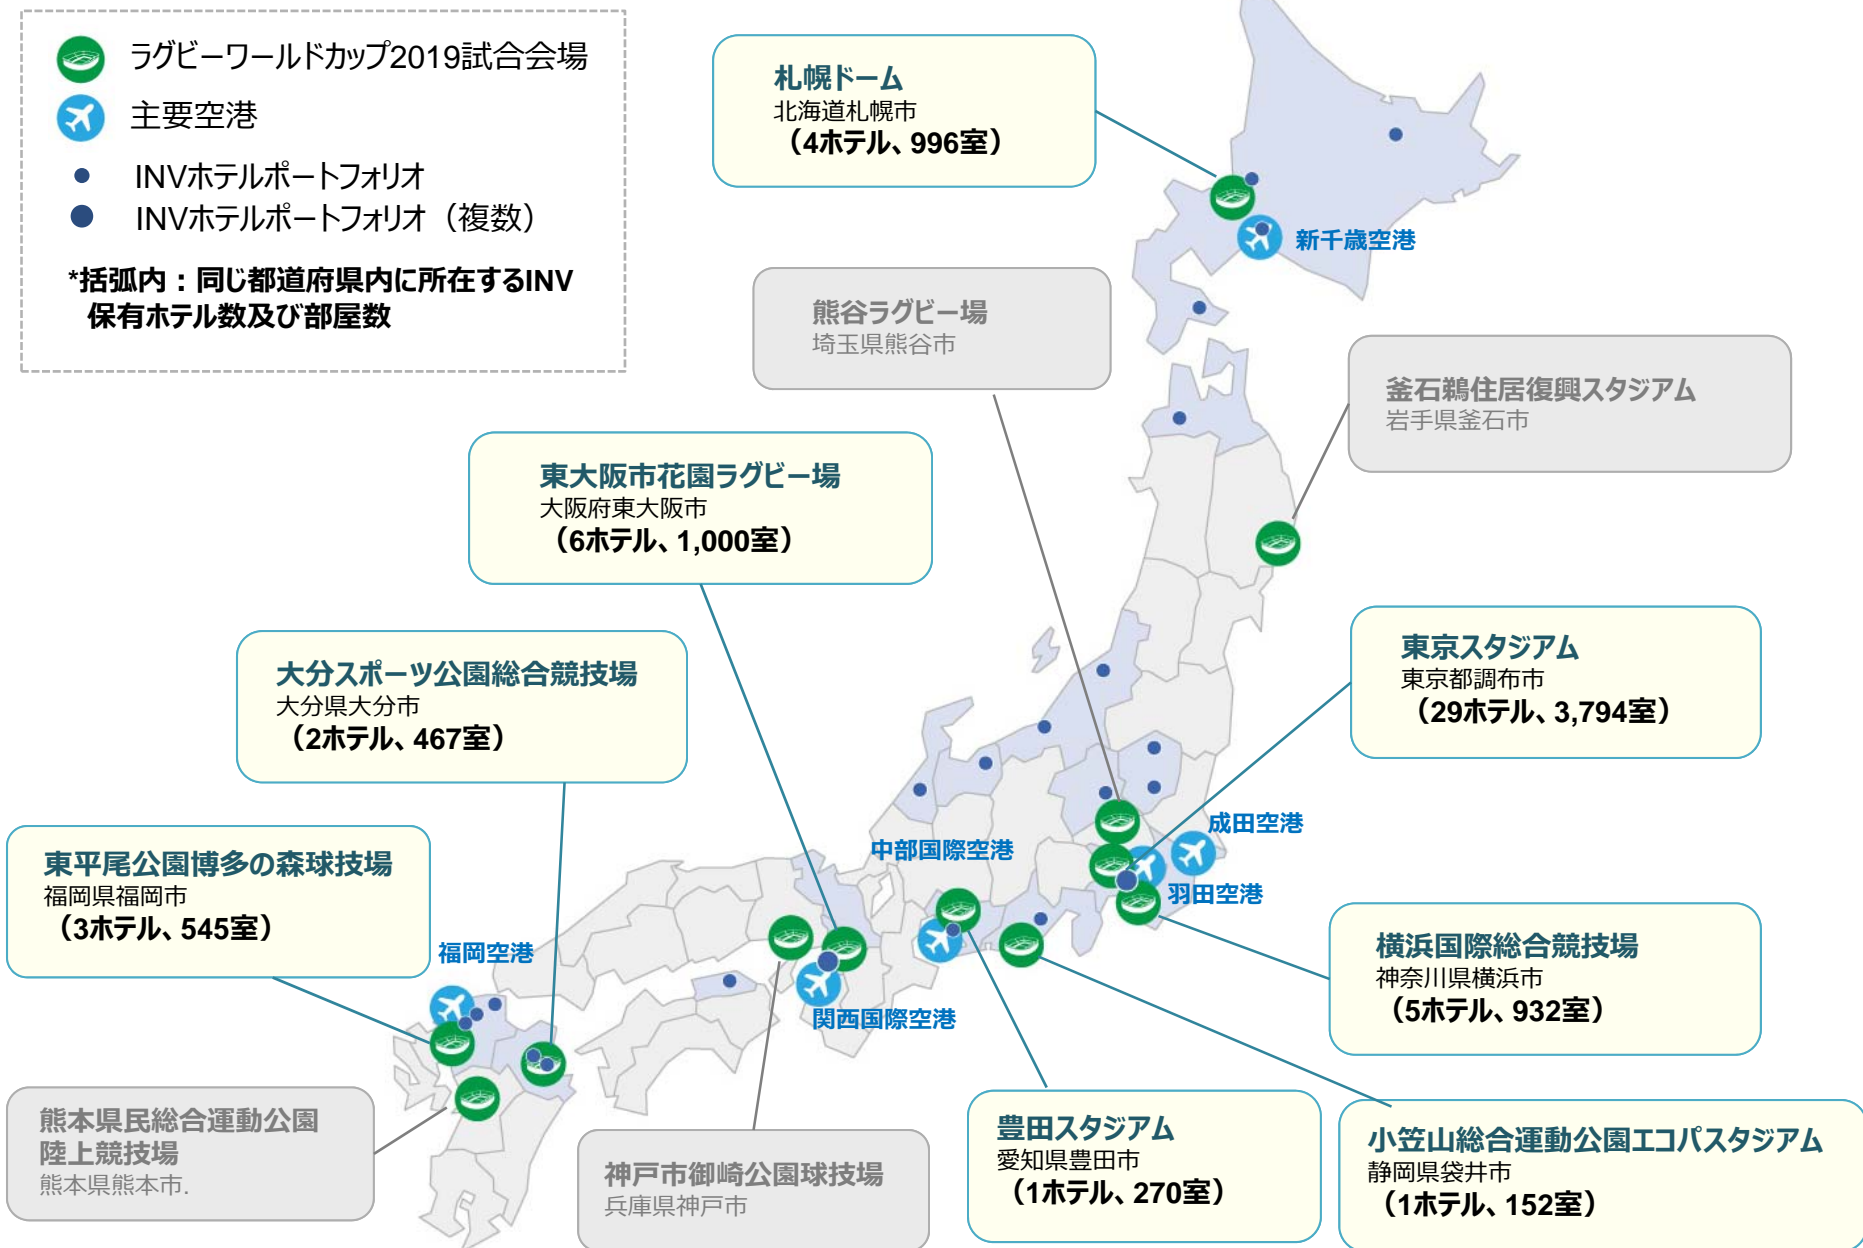 ラグビーワールドカップ2019試合会場
主要空港
INVホテルポートフォリオ
INVホテルポートフォリオ（複数）
*括弧内：同じ都道府県内に所在するINV
保有ホテル数及び部屋数
札幌ドーム
北海道札幌市
（4ホテル、996室）
新千歳空港
熊谷ラグビー場
埼玉県熊谷市
釜石鵜住居復興スタジアム
岩手県釜石市
東大阪市花園ラグビー場
大阪府東大阪市
（6ホテル、1,000室）
東京スタジアム
東京都調布市
（29ホテル、3,794室）
大分スポーツ公園総合競技場
大分県大分市
（2ホテル、467室）
成田空港
中部国際空港
羽田空港
東平尾公園博多の森球技場
福岡県福岡市
（3ホテル、545室）
福岡空港
関西国際空港
横浜国際総合競技場
神奈川県横浜市
（5ホテル、932室）
熊本県民総合運動公園
陸上競技場
熊本県熊本市.
神戸市御崎公園球技場
兵庫県神戸市
豊田スタジアム
愛知県豊田市
（1ホテル、270室）
小笠山総合運動公園エコパスタジアム
静岡県袋井市
（1ホテル、152室）